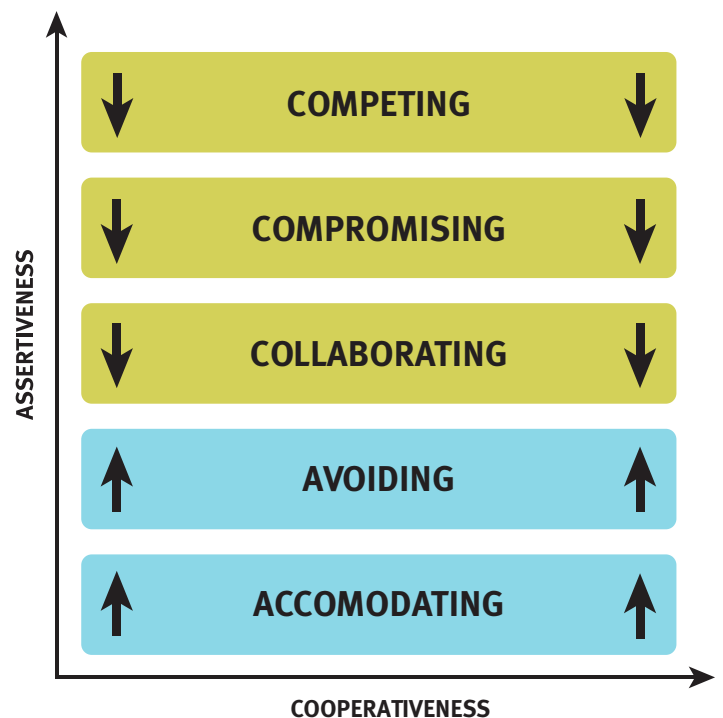 COMPETING
COMPROMISING
COLLABORATING
AVOIDING
ACCOMODATING
ASSERTIVENESS
COOPERATIVENESS